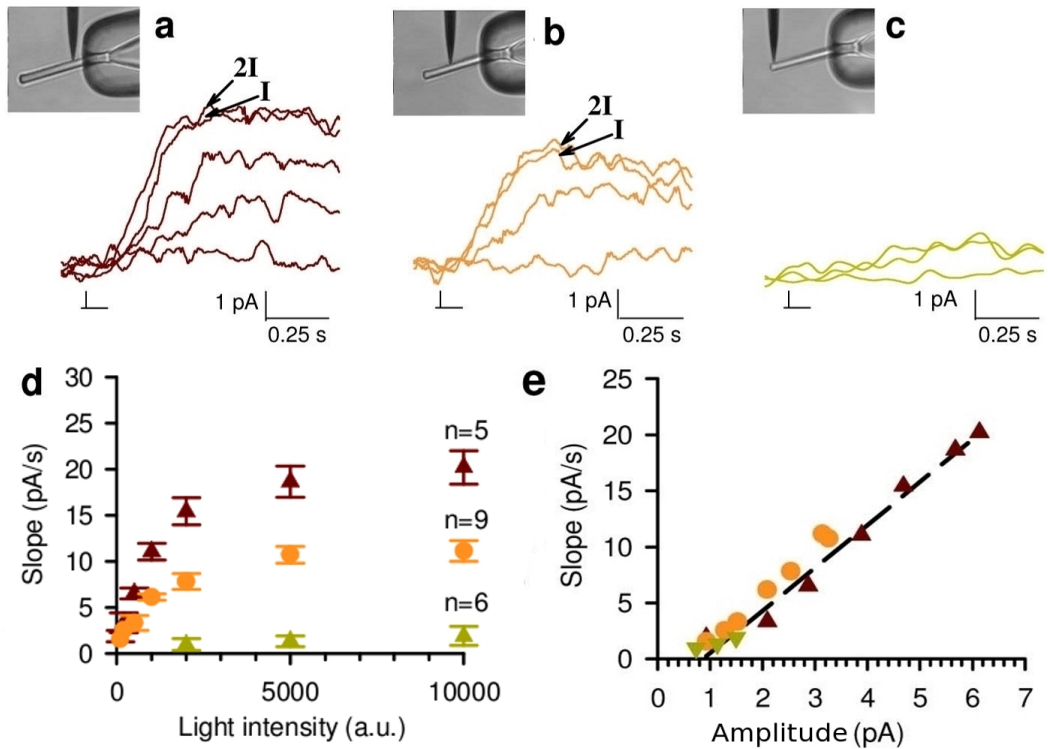 a
b
c
2I
I
2I
I
1 pA
0.25 s
1 pA
0.25 s
1 pA
0.25 s
d
30
25
20
15
10
5
0
Slope (pA/s)
n=5
n=9
n=6
0
5000
10000
Light intensity (a.u.)
e
25
20
15
10
5
0
Slope (pA/s)
0
1
2
3
4
5
6
7
Amplitude (pA)